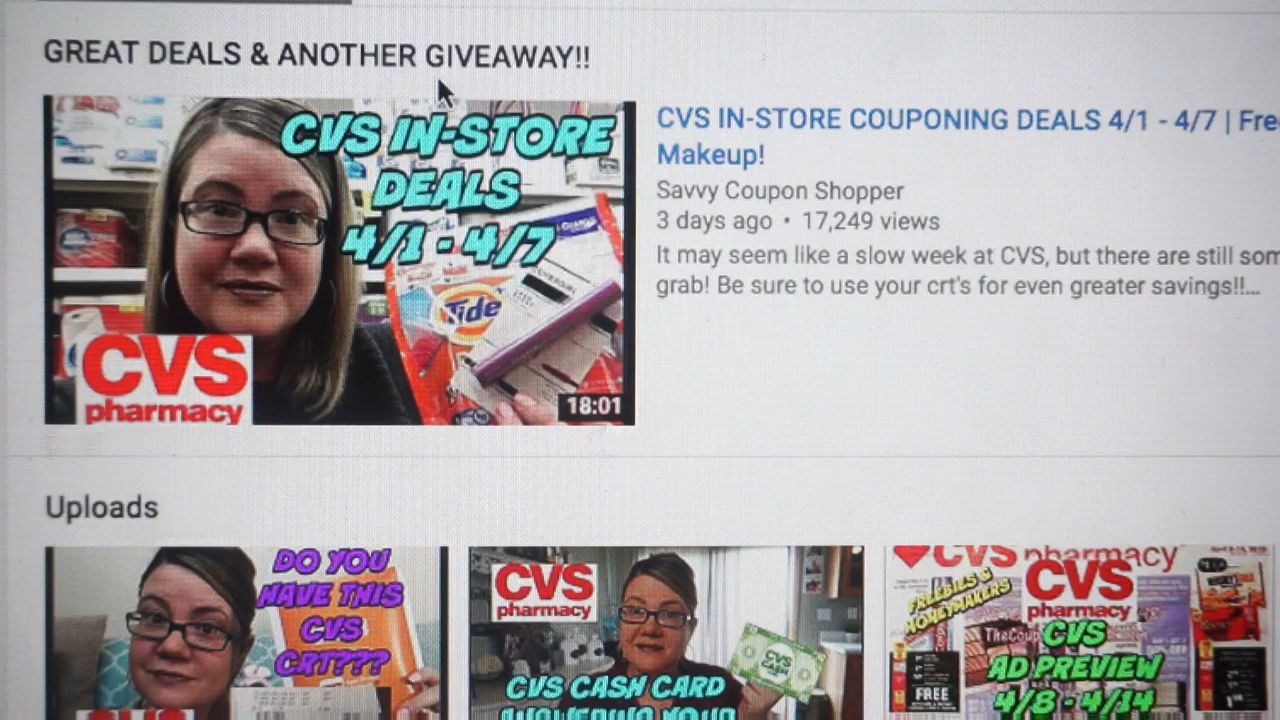 GREAT DEALS & ANOTHER GIVEAWAY!!
CVS IN-STORE
DEALS
4/1 - 4/7
Tide
CVS
pharmacy
18:01
CVS IN-STORE COUPONING DEALS 4/1 - 4/7 | Fre
Makeup!
Savvy Coupon Shopper
3 days ago • 17,249 views
It may seem like a slow week at CVS, but there are still som
grab! Be sure to use your crt's for even greater savings!!...
Uploads
DO YOU
HAVE THIS
CVS
CRT???
CVS
pharmacy
CVS
CVS CASH CARD
ANSWERING YOUR
CVS pharmacy
FREEBIES &
MONEYMAKERS
CVS
pharmacy
TheCoup
CVS
AD PREVIEW
4/8 - 4/14
FREE